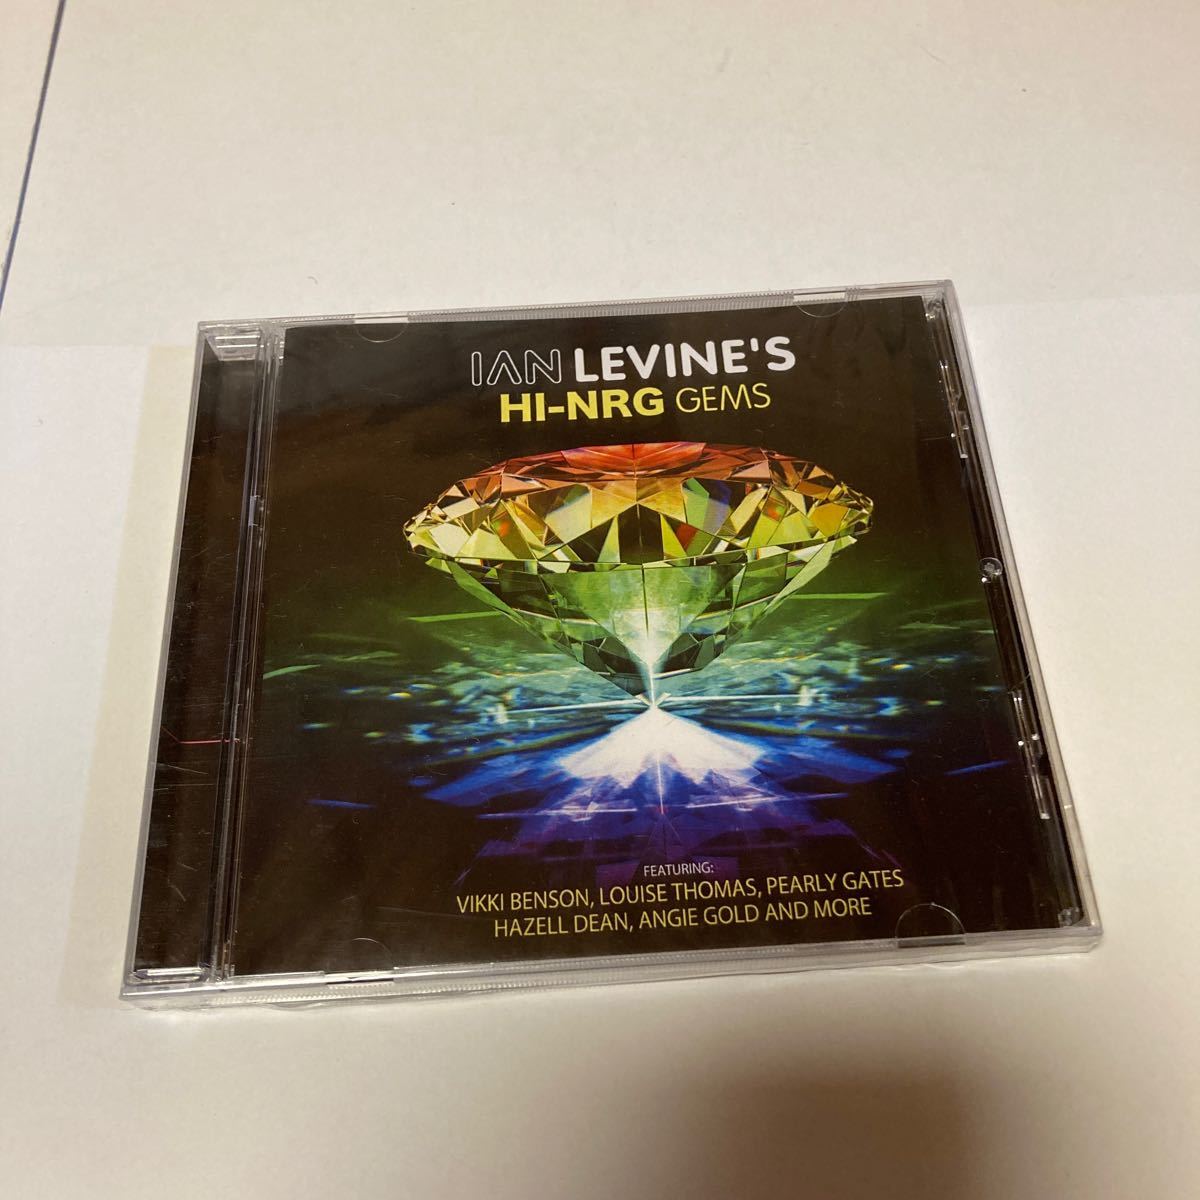 IAN LEVINE'S
HI-NRG GEMS
FEATURING:
VIKKI BENSON, LOUISE THOMAS, PEARLY GATES
HAZELL DEAN, ANGIE GOLD AND MORE